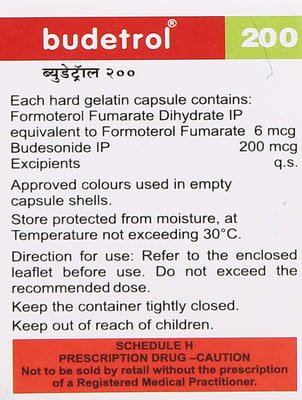 budetrol® 200
ब्युडेट्रॉल २००
Each hard gelatin capsule contains:
Formoterol Fumarate Dihydrate IP
equivalent to Formoterol Fumarate 6 mcg
Budesonide IP 200 mcg
Excipients q.s.
Approved colours used in empty
capsule shells.
Store protected from moisture, at
Temperature not exceeding 30°C.
Direction for use: Refer to the enclosed
leaflet before use. Do not exceed the
recommended dose.
Keep the container tightly closed.
Keep out of reach of children.
SCHEDULE H
PRESCRIPTION DRUG –CAUTION
Not to be sold by retail without the prescription
of a Registered Medical Practitioner.